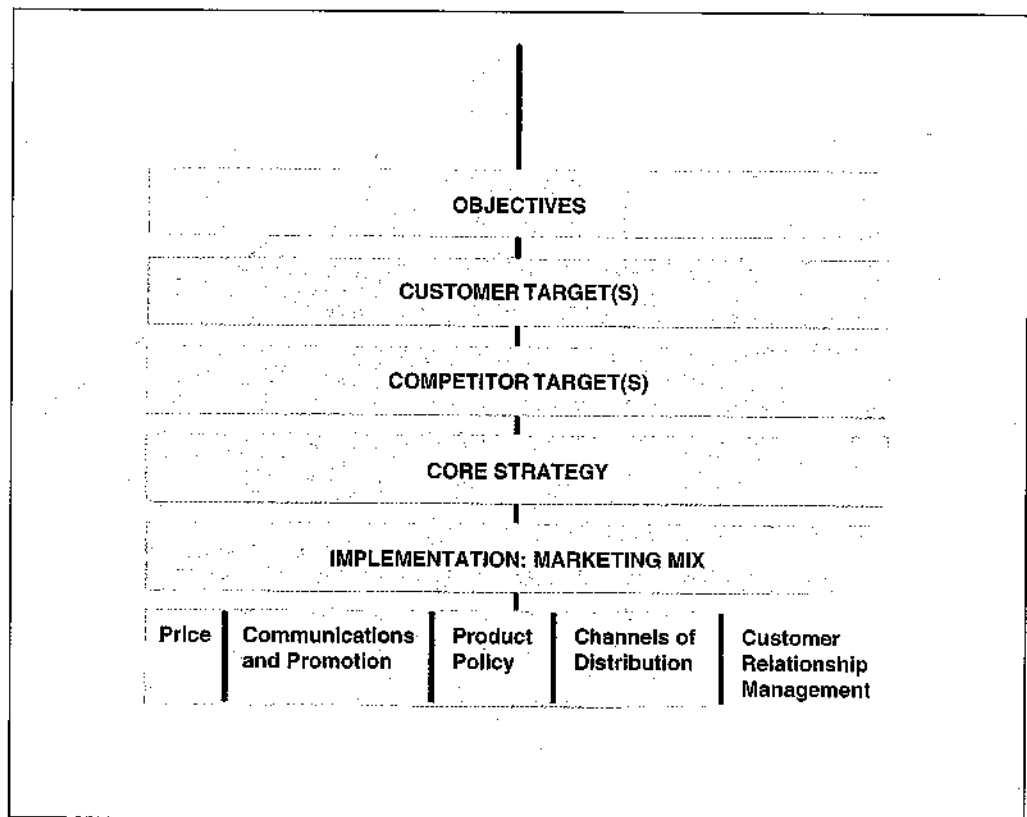 OBJECTIVES
CUSTOMER TARGET(S)
COMPETITOR TARGET(S)
CORE STRATEGY
IMPLEMENTATION: MARKETING MIX
Price
Communications
and Promotion
Product
Policy
Channels of
Distribution
Customer
Relationship
Management